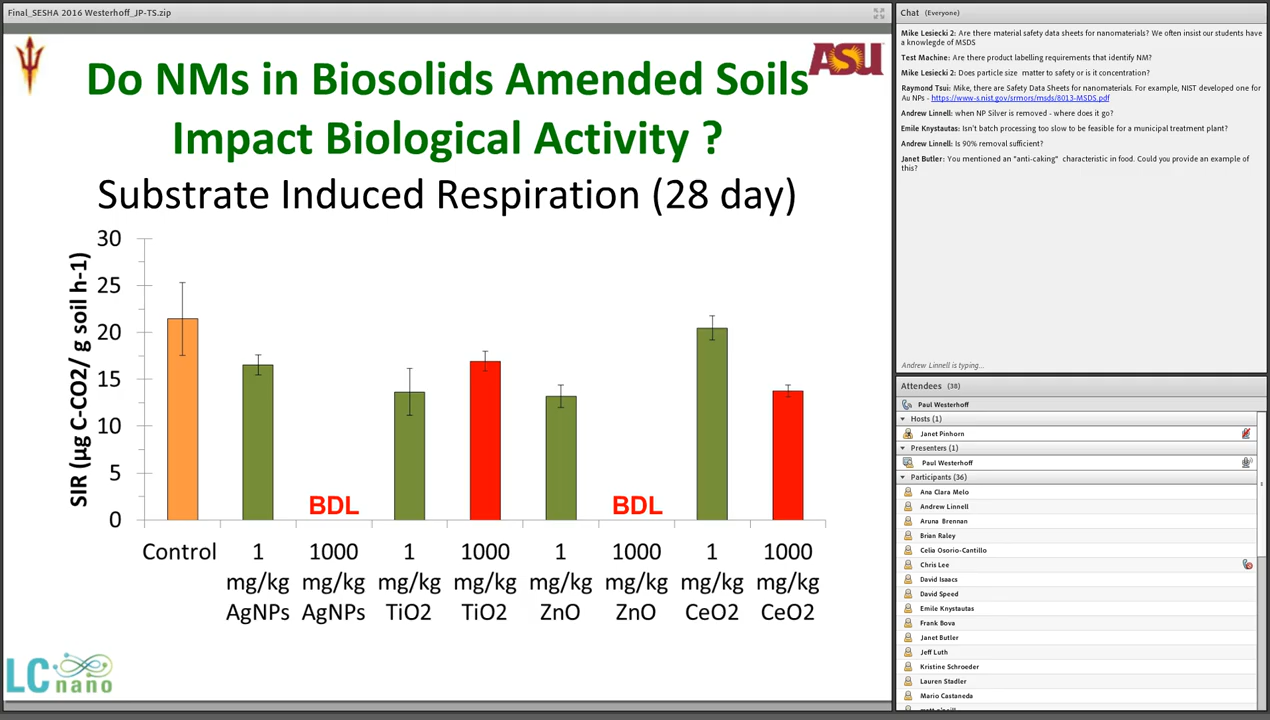 Final_SESHA 2016 Westerhoff_JP-TS.zip
ASU
Do NMs in Biosolids Amended Soils
Impact Biological Activity ?
Substrate Induced Respiration (28 day)
SIR (µg C-CO2/ g soil h-1)
30
25
20
15
10
5
0
BDL
BDL
Control
1 mg/kg AgNPs
1000 mg/kg AgNPs
1 mg/kg TiO2
1000 mg/kg TiO2
1 mg/kg ZnO
1000 mg/kg ZnO
1 mg/kg CeO2
1000 mg/kg CeO2
LC nano
Chat (Everyone)
Mike Lesiecki 2: Are there material safety data sheets for nanomaterials? We often insist our students have
a knowlegde of MSDS
Test Machine: Are there product labelling requirements that identify NM?
Mike Lesiecki 2: Does particle size matter to safety or is it concentration?
Raymond Tsui: Mike, there are Safety Data Sheets for nanomaterials. For example, NIST developed one for
Au NPs - https://www-s.nist.gov/srmors/msds/8013-MSDS.pdf
Andrew Linnell: when NP Silver is removed - where does it go?
Emile Knystautas: Isn't batch processing too slow to be feasible for a municipal treatment plant?
Andrew Linnell: Is 90% removal sufficient?
Janet Butler: You mentioned an "anti-caking" characteristic in food. Could you provide an example of
this?
Andrew Linnell is typing...
Attendees (38)
Paul Westerhoff
Hosts (1)
Janet Pinhorn
Presenters (1)
Paul Westerhoff
Participants (36)
Ana Clara Melo
Andrew Linnell
Aruna Brennan
Brian Raley
Celia Osorio-Cantillo
Chris Lee
David Isaacs
David Speed
Emile Knystautas
Frank Bova
Janet Butler
Jeff Luth
Kristine Schroeder
Lauren Stadler
Mario Castaneda